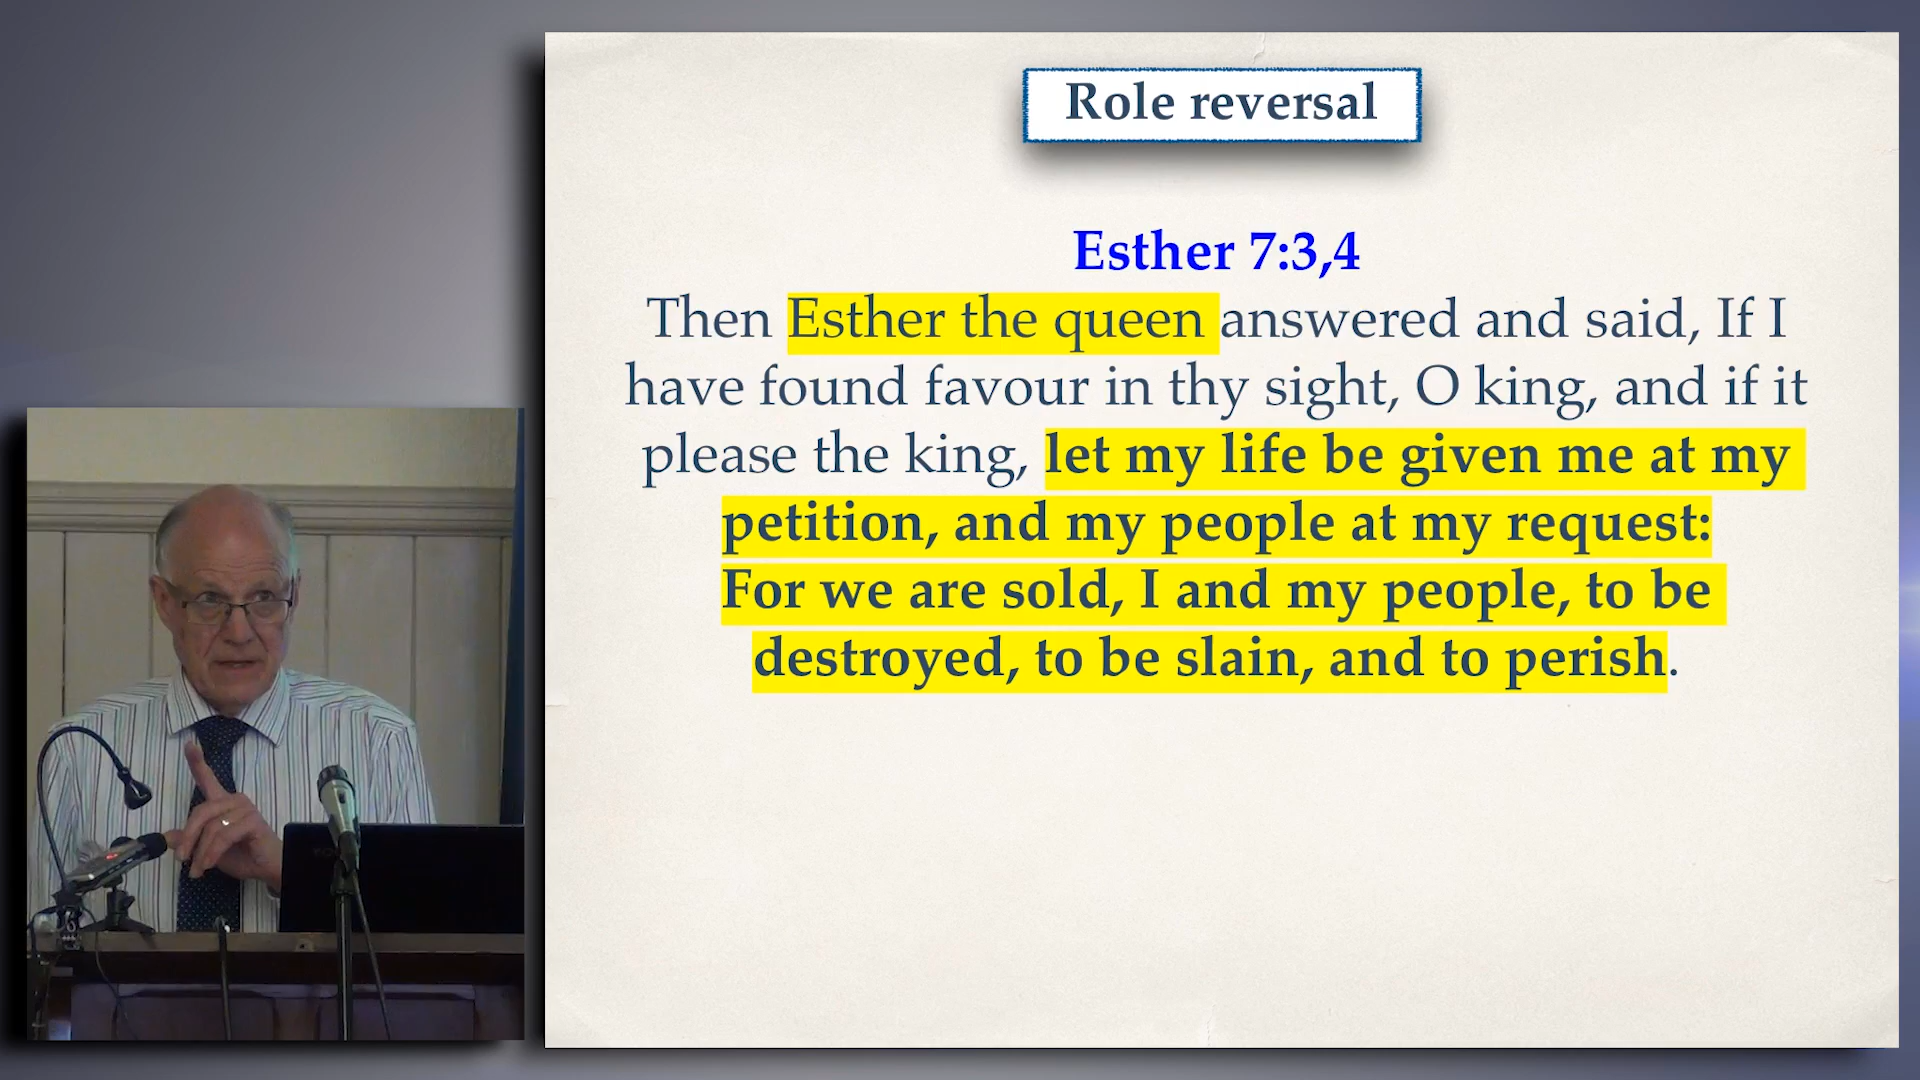 Role reversal
Esther 7:3,4
Then Esther the queen answered and said, If I
have found favour in thy sight, O king, and if it
please the king, let my life be given me at my
petition, and my people at my request:
For we are sold, I and my people, to be
destroyed, to be slain, and to perish.